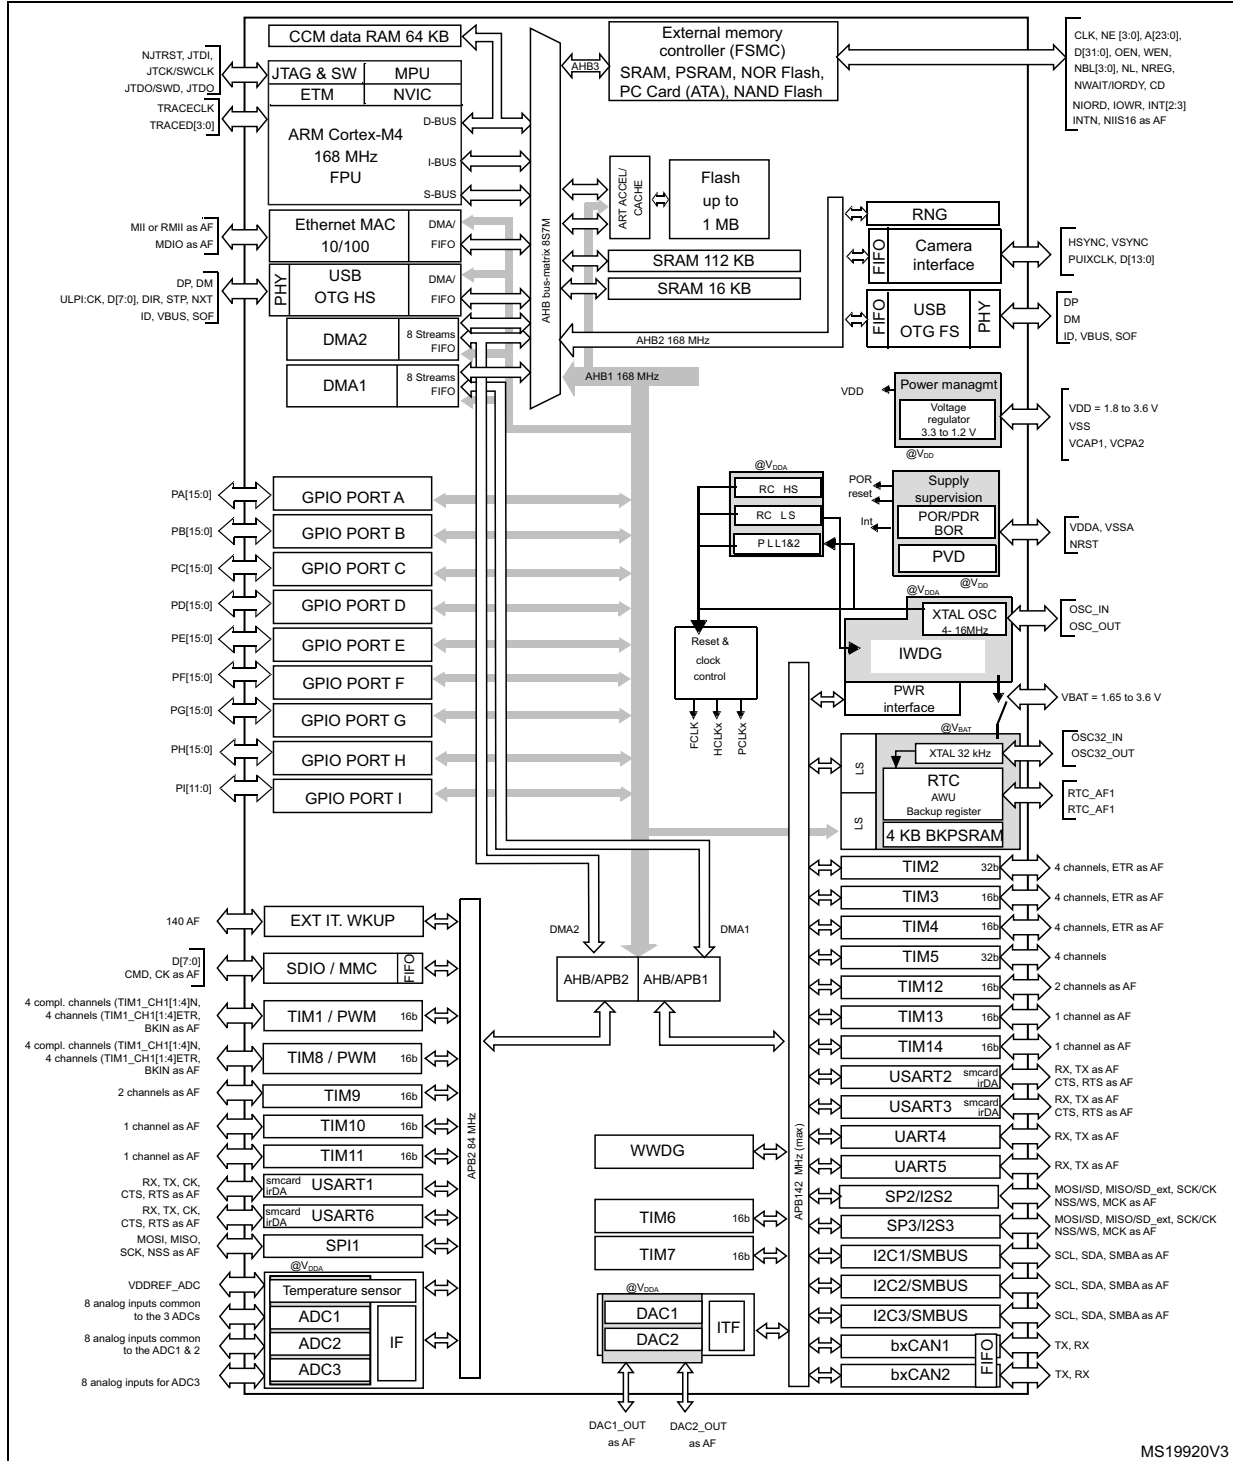 CCM data RAM 64 KB
External memory
controller (FSMC)
SRAM, PSRAM, NOR Flash,
PC Card (ATA), NAND Flash
AHB3
CLK, NE [3:0], A[23:0],
D[31:0], OEN, WEN,
NBL[3:0], NL, NREG,
NWAIT/IORDY, CD
NIORD, IOWR, INT[2:3]
INTN, NIIS16 as AF
NJTRST, JTDI,
JTCK/SWCLK
JTDO/SWD, JTDO
TRACECLK
TRACED[3:0]
JTAG & SW
MPU
ETM
NVIC
ARM Cortex-M4
168 MHz
FPU
D-BUS
I-BUS
S-BUS
AHB bus-matrix 8S7M
ART ACCEL/
CACHE
Flash
up to
1 MB
SRAM 112 KB
SRAM 16 KB
AHB2 168 MHz
AHB1 168 MHz
MII or RMII as AF
MDIO as AF
Ethernet MAC
10/100
DMA/
FIFO
DP, DM
ULPI:CK, D[7:0], DIR, STP, NXT
ID, VBUS, SOF
PHY
USB
OTG HS
DMA/
FIFO
DMA2
8 Streams
FIFO
DMA1
8 Streams
FIFO
RNG
FIFO
Camera
interface
HSYNC, VSYNC
PUIXCLK, D[13:0]
FIFO
USB
OTG FS
PHY
DP
DM
ID, VBUS, SOF
VDD
Power managmt
Voltage
regulator
3.3 to 1.2 V
@VDD
VDD = 1.8 to 3.6 V
VSS
VCAP1, VCPA2
@VDDA
RC HS
RC LS
PLL1&2
POR
reset
Int
Supply
supervision
POR/PDR
BOR
PVD
@VDD
VDDA, VSSA
NRST
@VDDA
XTAL OSC
4- 16MHz
IWDG
OSC_IN
OSC_OUT
Reset &
clock
control
FCLK
HCLKx
PCLKx
PWR
interface
VBAT = 1.65 to 3.6 V
@VBAT
LS
LS
XTAL 32 kHz
OSC32_IN
OSC32_OUT
RTC
AWU
Backup register
RTC_AF1
RTC_AF1
4 KB BKPSRAM
PA[15:0]
GPIO PORT A
PB[15:0]
GPIO PORT B
PC[15:0]
GPIO PORT C
PD[15:0]
GPIO PORT D
PE[15:0]
GPIO PORT E
PF[15:0]
GPIO PORT F
PG[15:0]
GPIO PORT G
PH[15:0]
GPIO PORT H
PI[11:0]
GPIO PORT I
DMA2
DMA1
AHB/APB2
AHB/APB1
140 AF
EXT IT. WKUP
D[7:0]
CMD, CK as AF
SDIO / MMC
FIFO
4 compl. channels (TIM1_CH1[1:4]N,
4 channels (TIM1_CH1[1:4]ETR,
BKIN as AF
TIM1 / PWM
16b
4 compl. channels (TIM1_CH1[1:4]N,
4 channels (TIM1_CH1[1:4]ETR,
BKIN as AF
TIM8 / PWM
16b
2 channels as AF
TIM9
16b
1 channel as AF
TIM10
16b
1 channel as AF
TIM11
16b
RX, TX, CK,
CTS, RTS as AF
smcard
irDA
USART1
RX, TX, CK,
CTS, RTS as AF
smcard
irDA
USART6
MOSI, MISO,
SCK, NSS as AF
SPI1
@VDDA
VDDREF_ADC
Temperature sensor
8 analog inputs common
to the 3 ADCs
ADC1
8 analog inputs common
to the ADC1 & 2
ADC2
8 analog inputs for ADC3
ADC3
IF
APB2 84 MHz
WWDG
TIM6
16b
TIM7
16b
@VDDA
DAC1
DAC2
ITF
DAC1_OUT
as AF
DAC2_OUT
as AF
APB142 MHz (max)
TIM2
32b
4 channels, ETR as AF
TIM3
16b
4 channels, ETR as AF
TIM4
16b
4 channels, ETR as AF
TIM5
32b
4 channels
TIM12
16b
2 channels as AF
TIM13
16b
1 channel as AF
TIM14
16b
1 channel as AF
USART2
smcard
irDA
RX, TX as AF
CTS, RTS as AF
USART3
smcard
irDA
RX, TX as AF
CTS, RTS as AF
UART4
RX, TX as AF
UART5
RX, TX as AF
SP2/I2S2
MOSI/SD, MISO/SD_ext, SCK/CK
NSS/WS, MCK as AF
SP3/I2S3
MOSI/SD, MISO/SD_ext, SCK/CK
NSS/WS, MCK as AF
I2C1/SMBUS
SCL, SDA, SMBA as AF
I2C2/SMBUS
SCL, SDA, SMBA as AF
I2C3/SMBUS
SCL, SDA, SMBA as AF
bxCAN1
TX, RX
bxCAN2
FIFO
TX, RX
MS19920V3